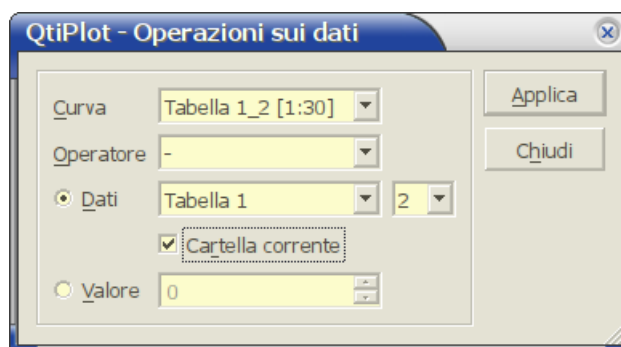 QtiPlot - Operazioni sui dati
Curva Tabella 1_2 [1:30] Applica
Operatore - Chiudi
Dati Tabella 1 2
Cartella corrente
Valore 0